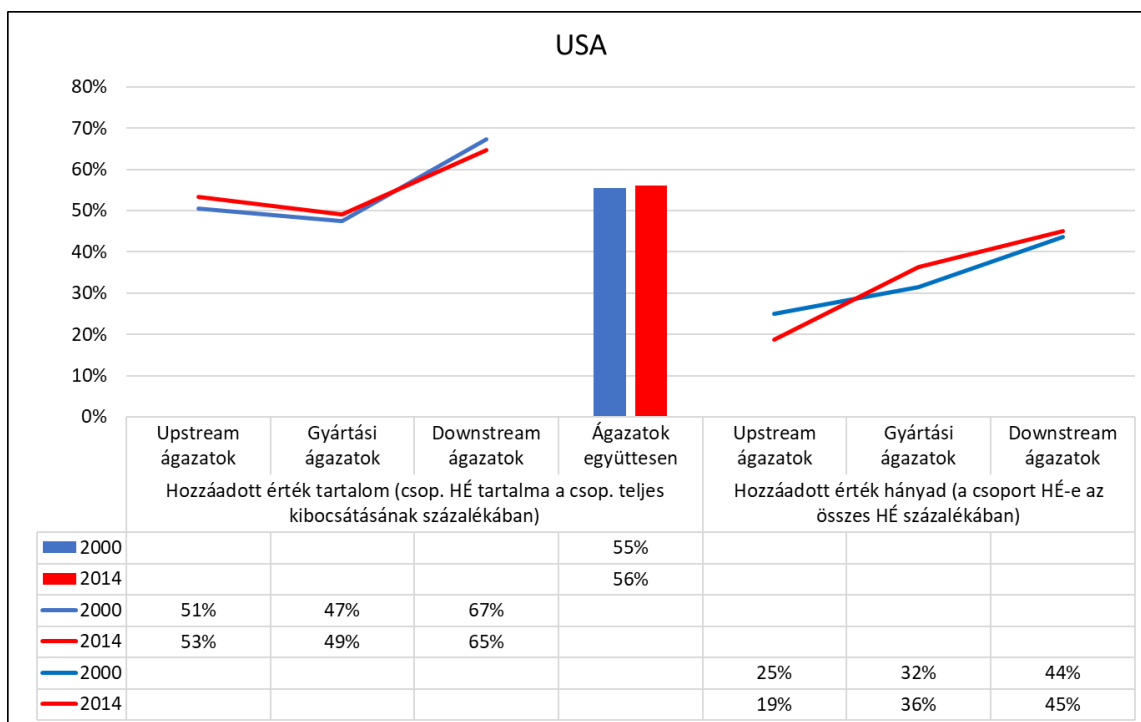 USA
80%
70%
60%
50%
40%
30%
20%
10%
0%
Upstream ágazatok
Gyártási ágazatok
Downstream ágazatok
Ágazatok együttesen
Upstream ágazatok
Gyártási ágazatok
Downstream ágazatok
Hozzáadott érték tartalom (csop. HÉ tartalma a csop. teljes
kibocsátásának százalékában)
Hozzáadott érték hányad (a csoport HÉ-e az
összes HÉ százalékában)
2000 55%
2014 56%
2000 51% 47% 67%
2014 53% 49% 65%
2000 25% 32% 44%
2014 19% 36% 45%